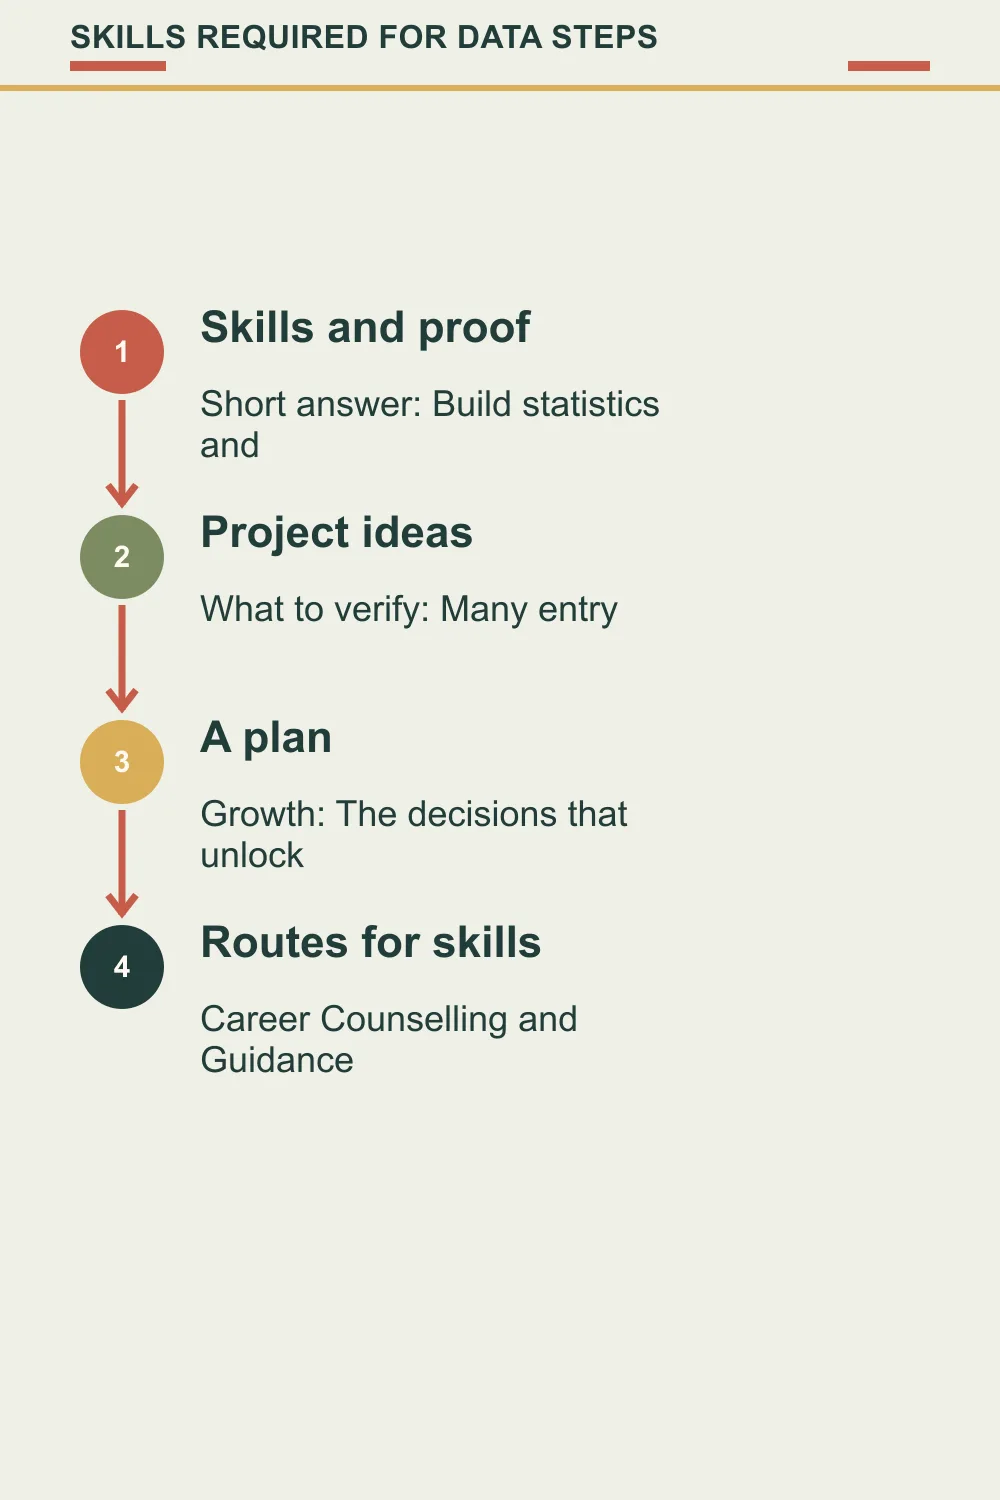 SKILLS REQUIRED FOR DATA STEPS
1
Skills and proof
Short answer: Build statistics
and
2
Project ideas
What to verify: Many entry
3
A plan
Growth: The decisions that
unlock
4
Routes for skills
Career Counselling and
Guidance